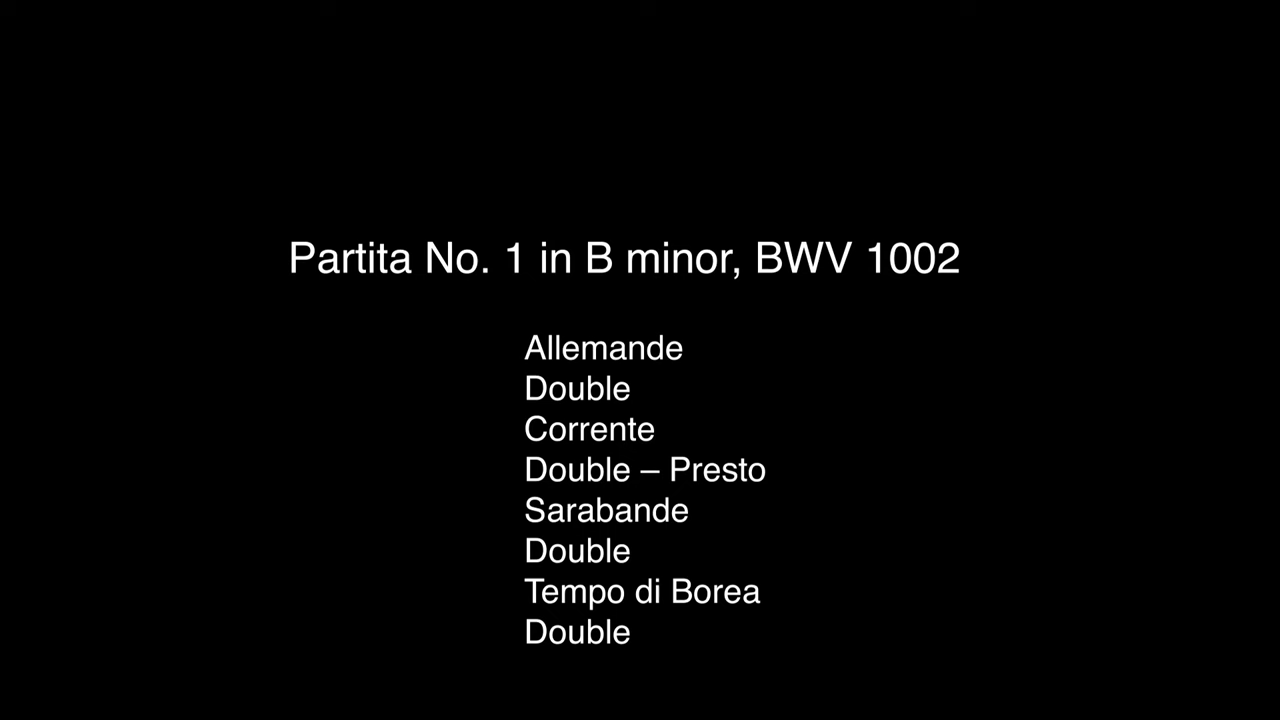 Partita No. 1 in B minor, BWV 1002
Allemande
Double
Corrente
Double – Presto
Sarabande
Double
Tempo di Borea
Double